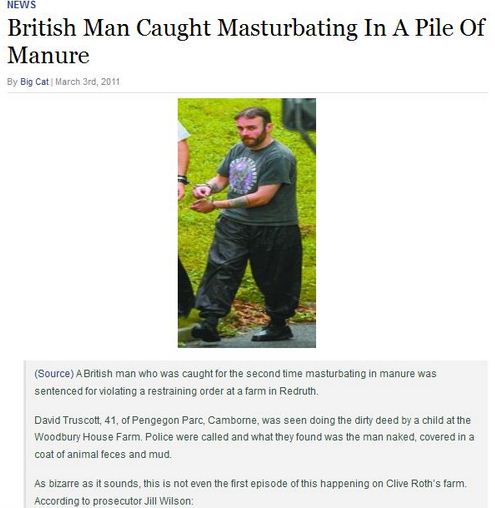 NEWS
British Man Caught Masturbating In A Pile Of
Manure
By Big Cat | March 3rd, 2011
(Source) A British man who was caught for the second time masturbating in manure was
sentenced for violating a restraining order at a farm in Redruth.
David Truscott, 41, of Pengegon Parc, Camborne, was seen doing the dirty deed by a child at the
Woodbury House Farm. Police were called and what they found was the man naked, covered in a
coat of animal feces and mud.
As bizarre as it sounds, this is not even the first episode of this happening on Clive Roth's farm.
According to prosecutor Jill Wilson: